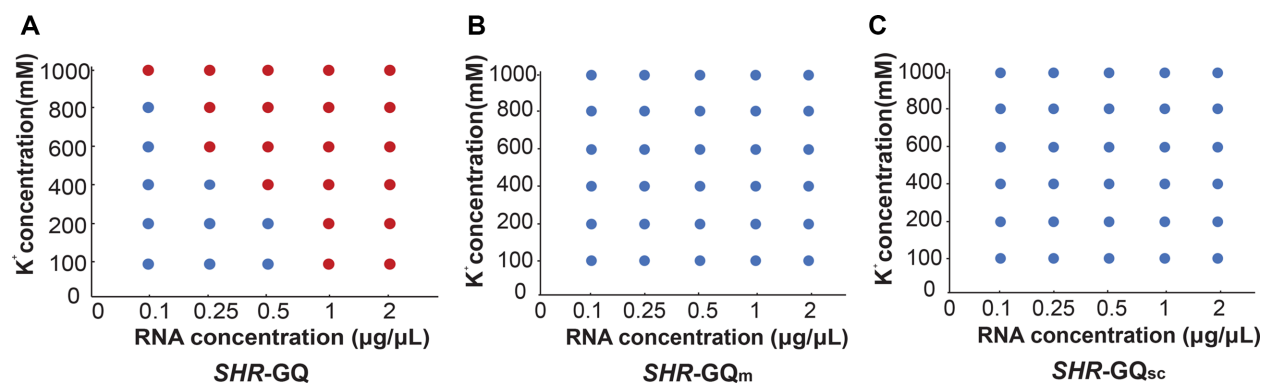 A
K+ concentration(mM)
1000
800
600
400
200
100
0
0 0.1 0.25 0.5 1 2
RNA concentration (µg/µL)
SHR-GQ
B
K+ concentration(mM)
1000
800
600
400
200
100
0
0 0.1 0.25 0.5 1 2
RNA concentration (µg/µL)
SHR-GQm
C
K+ concentration(mM)
1000
800
600
400
200
100
0
0 0.1 0.25 0.5 1 2
RNA concentration (µg/µL)
SHR-GQsc